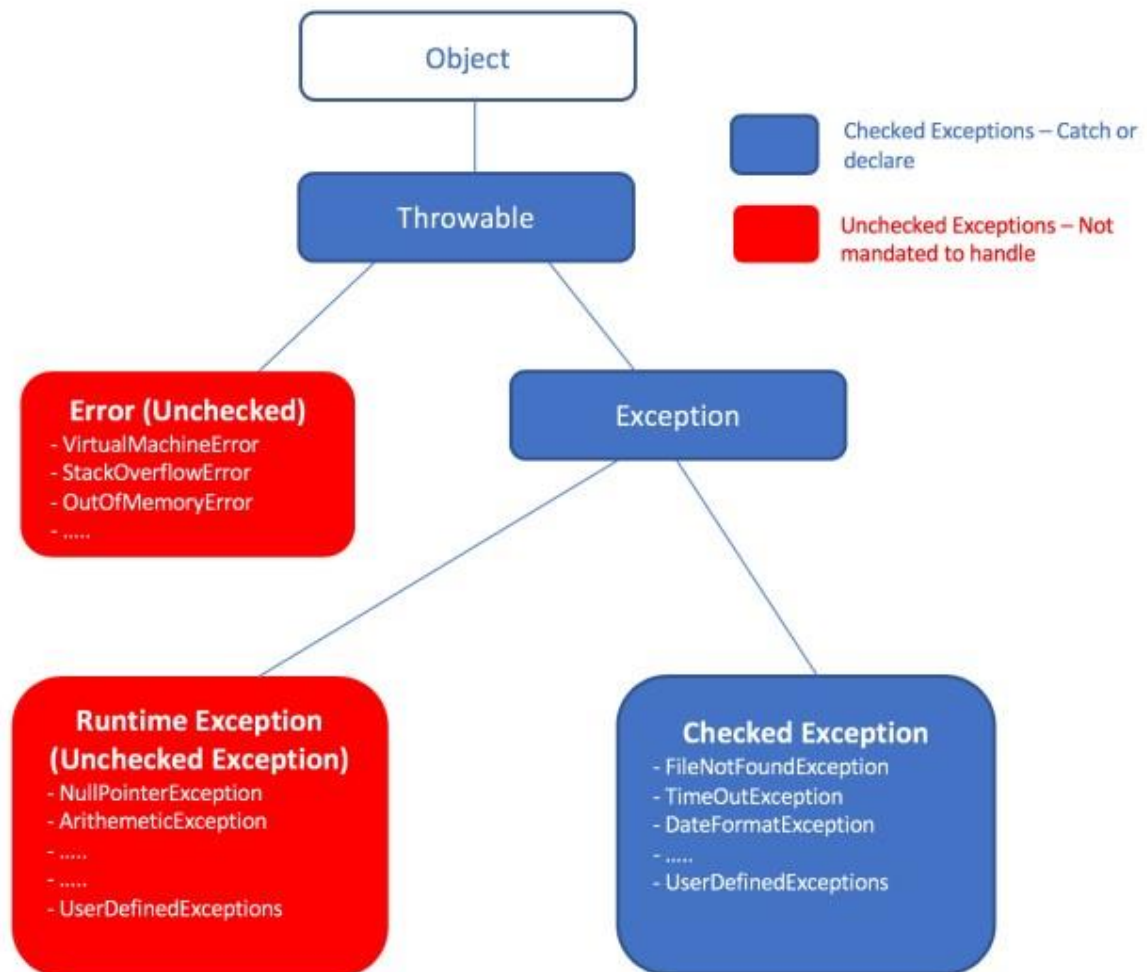 Object
Checked Exceptions – Catch or
declare
Throwable
Unchecked Exceptions – Not
mandated to handle
Error (Unchecked)
- VirtualMachineError
- StackOverflowError
- OutOfMemoryError
- .....
Exception
Runtime Exception
(Unchecked Exception)
- NullPointerException
- ArithemeticException
- .....
- .....
- UserDefinedExceptions
Checked Exception
- FileNotFoundException
- TimeOutException
- DateFormatException
- .....
- UserDefinedExceptions